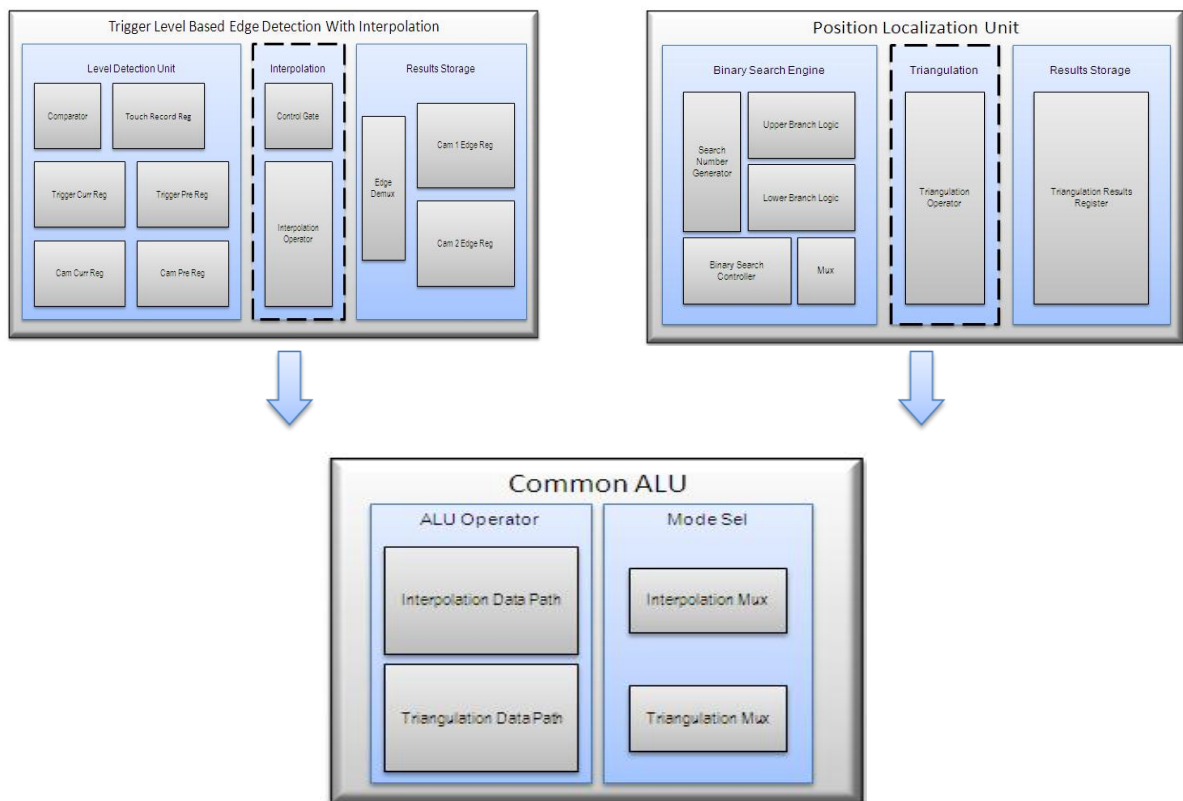 Trigger Level Based Edge Detection With Interpolation
Level Detection Unit
Comparator
Touch Record Reg
Trigger Curr Reg
Trigger Pre Reg
Cam Curr Reg
Cam Pre Reg
Interpolation
Control Gate
Interpolation
Operator
Results Storage
Edge
Demux
Cam 1 Edge Reg
Cam 2 Edge Reg
Position Localization Unit
Binary Search Engine
Search
Number
Generator
Upper Branch Logic
Lower Branch Logic
Binary Search
Controller
Mux
Triangulation
Triangulation
Operator
Results Storage
Triangulation Results
Register
Common ALU
ALU Operator
Interpolation Data Path
Triangulation Data Path
Mode Sel
Interpolation Mux
Triangulation Mux